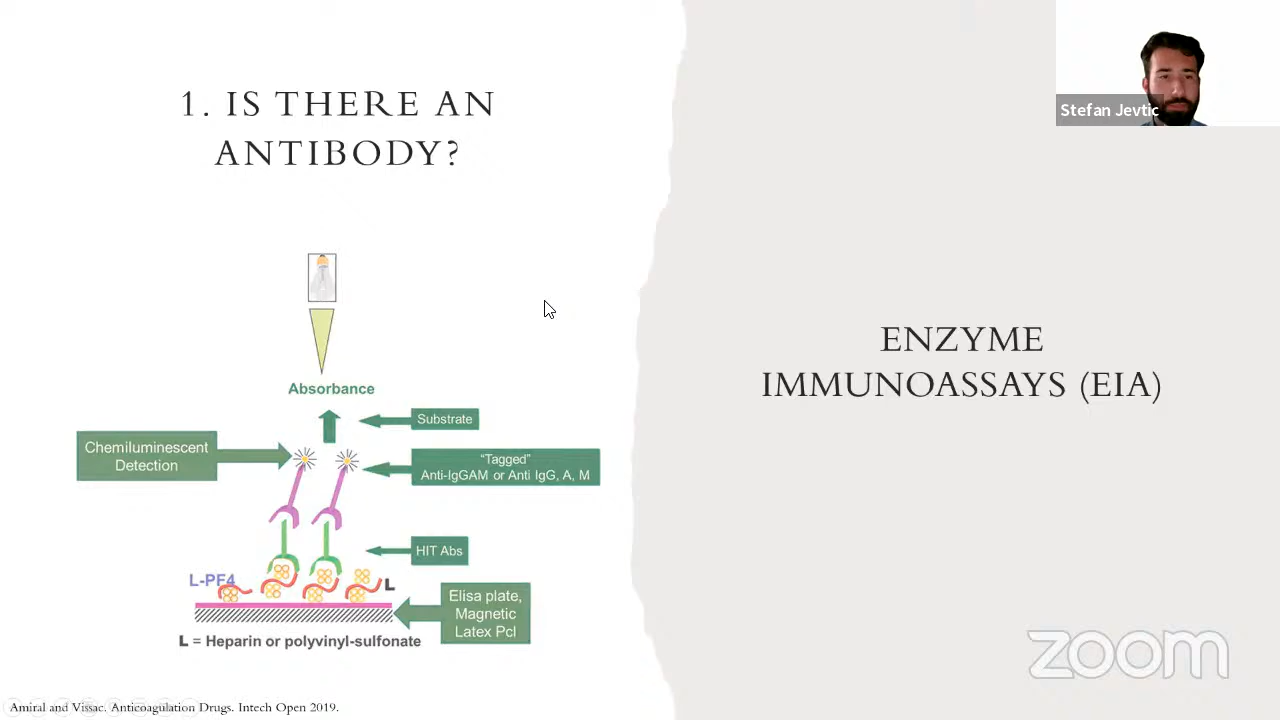 1. IS THERE AN
ANTIBODY?
Stefan Jevtic
ENZYME
IMMUNOASSAYS (EIA)
Absorbance
Substrate
Chemiluminescent
Detection
“Tagged”
Anti-IgGAM or Anti IgG, A, M
HIT Abs
L-PF4
L
Elisa plate,
Magnetic
Latex Pcl
L = Heparin or polyvinyl-sulfonate
zoom
Amiral and Vissac. Anticoagulation Drugs. Intech Open 2019.